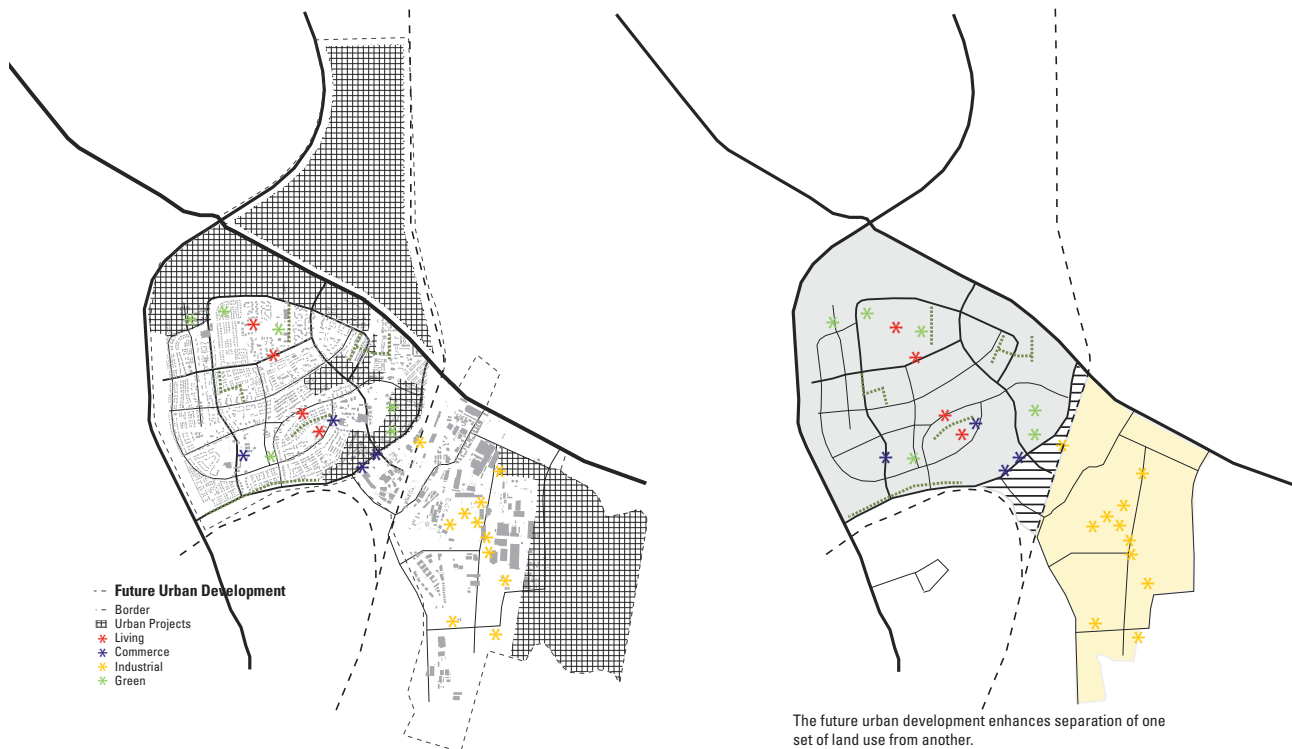 Future Urban Development
Border
Urban Projects
Living
Commerce
Industrial
Green
The future urban development enhances separation of one
set of land use from another.